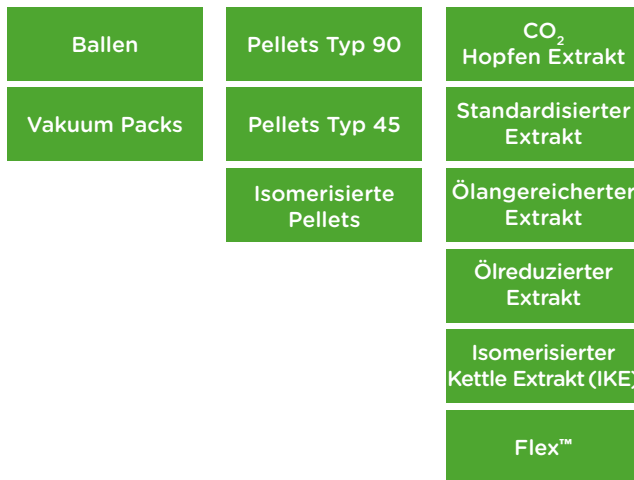 Ballen
Vakuum Packs
Pellets Typ 90
Pellets Typ 45
Isomerisierte
Pellets
CO₂
Hopfen Extrakt
Standardisierter
Extrakt
Ölangereicherter
Extrakt
Ölreduzierter
Extrakt
Isomerisierter
Kettle Extrakt (IKE)
Flex™